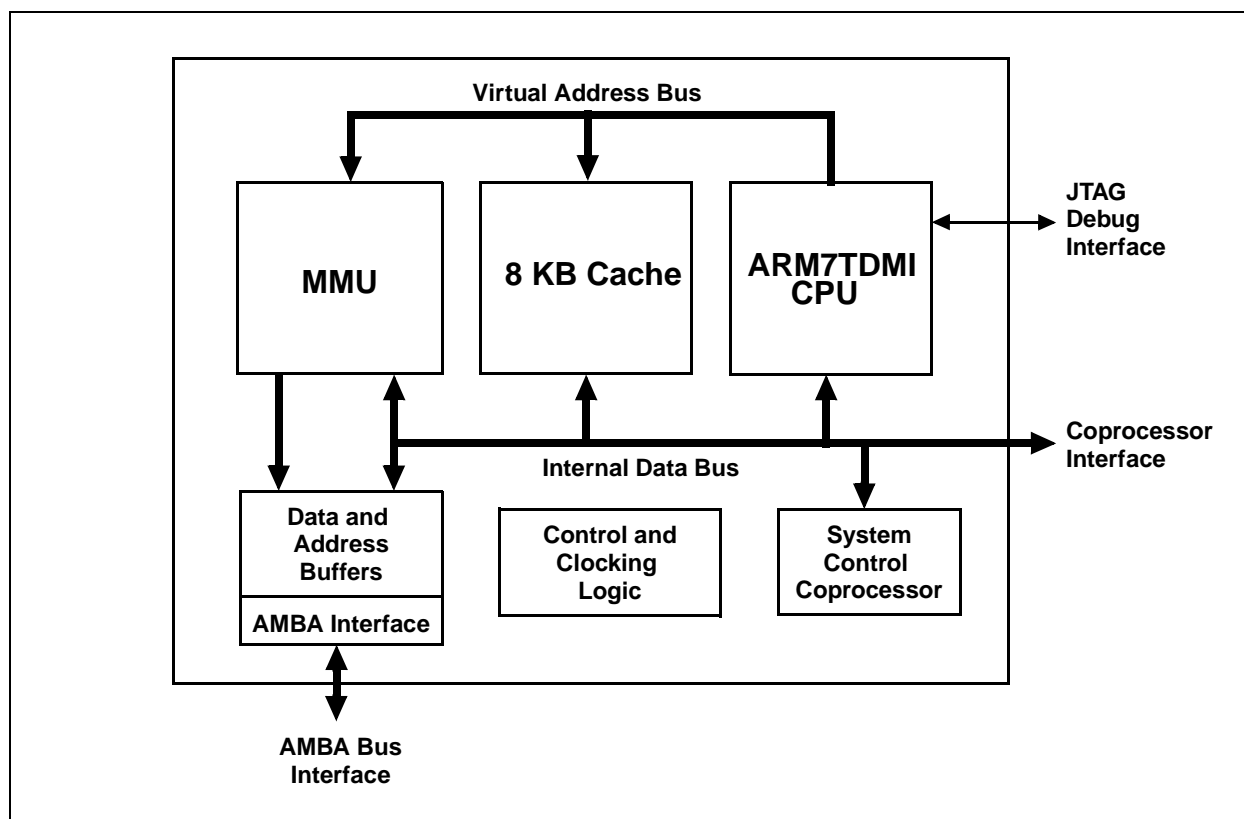 Virtual Address Bus
MMU
8 KB Cache
ARM7TDMI
CPU
JTAG
Debug
Interface
Internal Data Bus
Coprocessor
Interface
Data and
Address
Buffers
AMBA Interface
Control and
Clocking
Logic
System
Control
Coprocessor
AMBA Bus
Interface